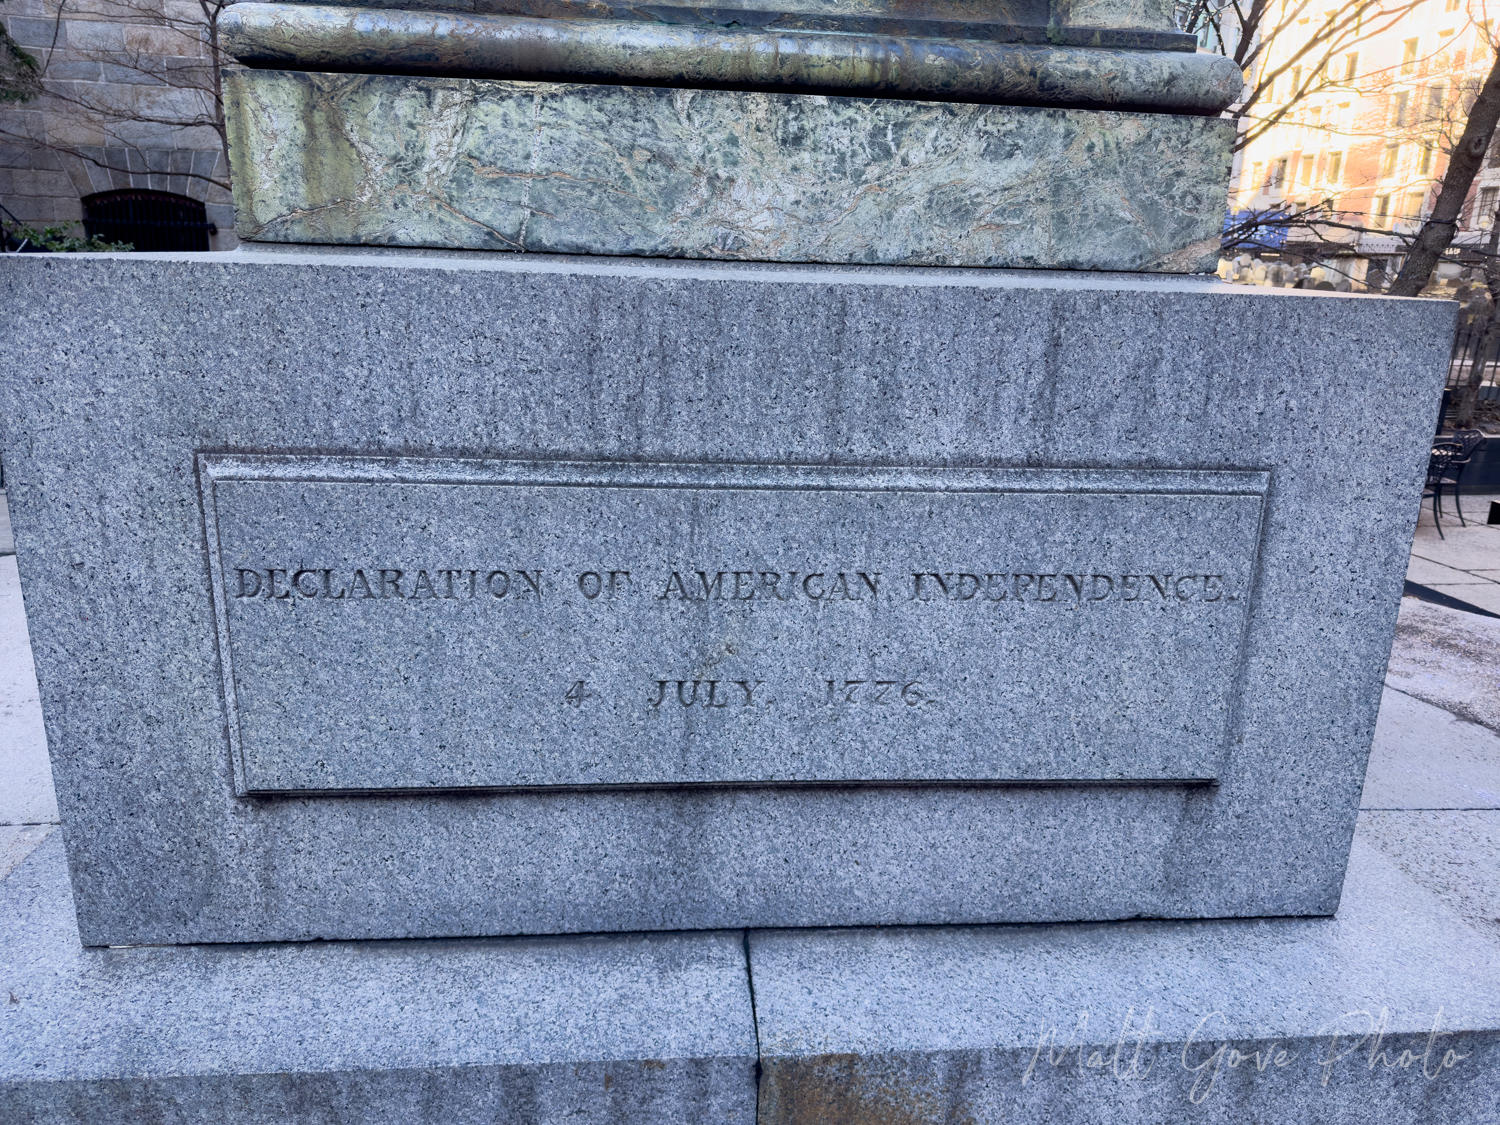 DECLARATION OF AMERICAN INDEPENDENCE.
4 JULY. 1776.
Matt Gove Photo